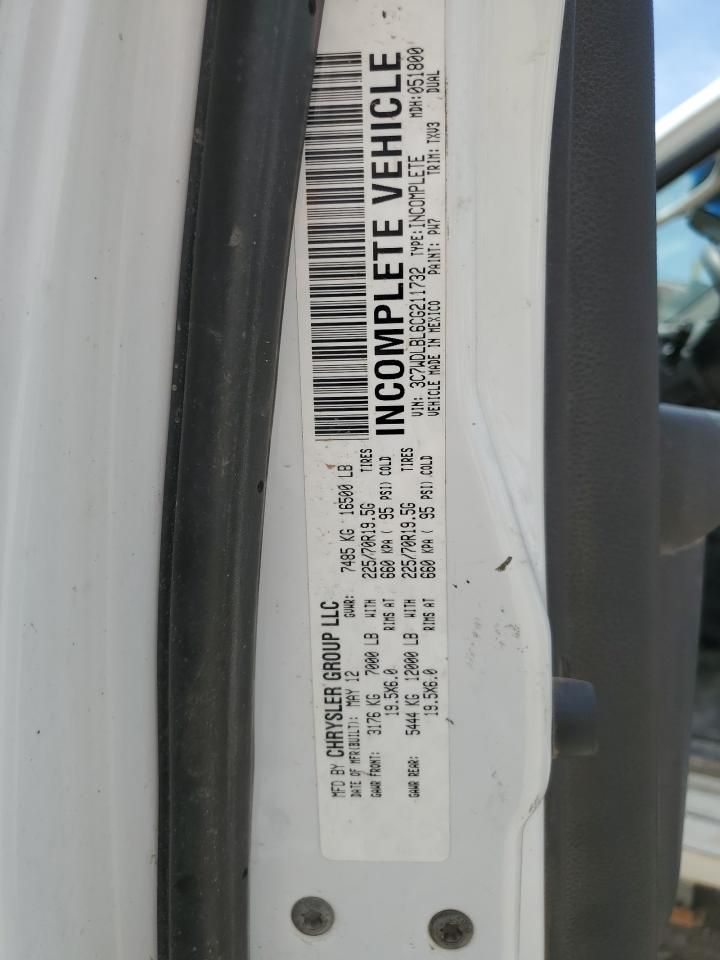 MFD BY CHRYSLER GROUP LLC
DATE OF MFR(BUILT): MAY 12 GVWR: 7485 KG 16500 LB
GAWR FRONT: 3176 KG 7000 LB WITH 225/70R19.5G TIRES
19.5X6.0 RIMS AT 660 KPA ( 95 PSI) COLD
GAWR REAR: 5444 KG 12000 LB WITH 225/70R19.5G TIRES
19.5X6.0 RIMS AT 660 KPA ( 95 PSI) COLD
INCOMPLETE VEHICLE
VIN: 3C7WDLBL6CG211732 TYPE:INCOMPLETE MDH:051800
VEHICLE MADE IN MEXICO PAINT: PW7 TRIM: TXV3 DUAL